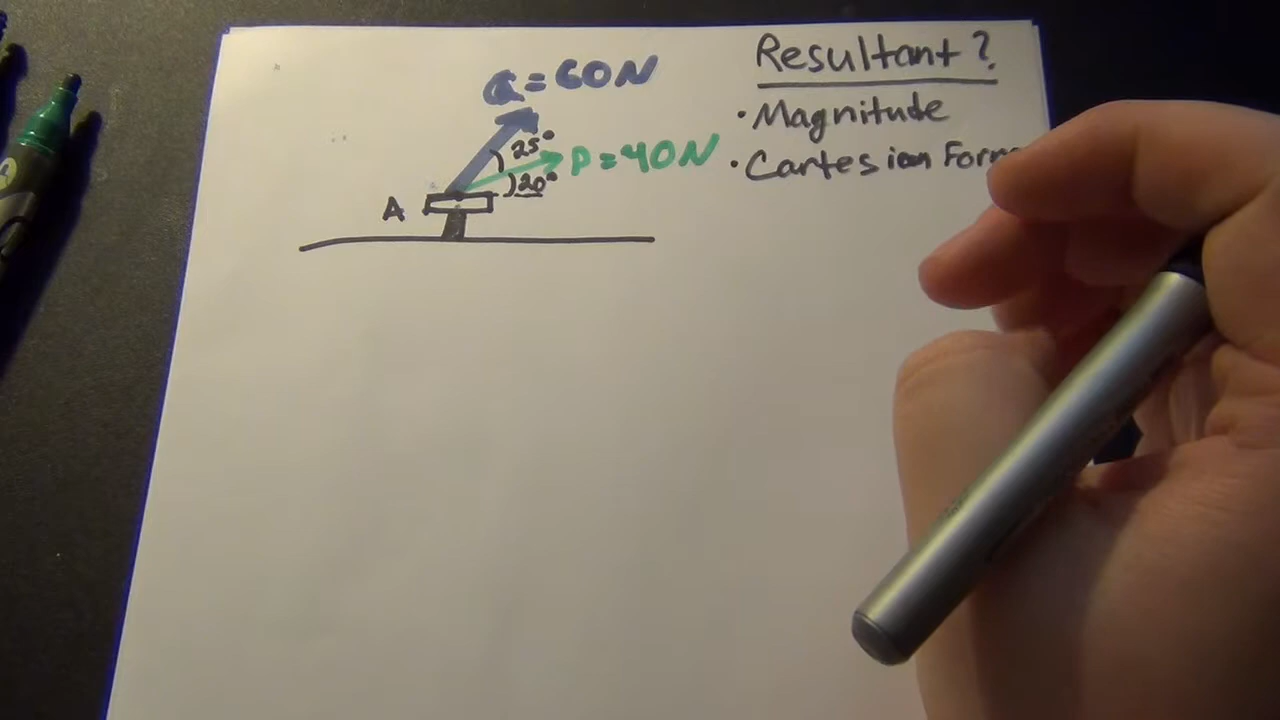 Resultant?
• Magnitude
• Cartesian Form
Q = 60N
25°
P = 40N
20°
A